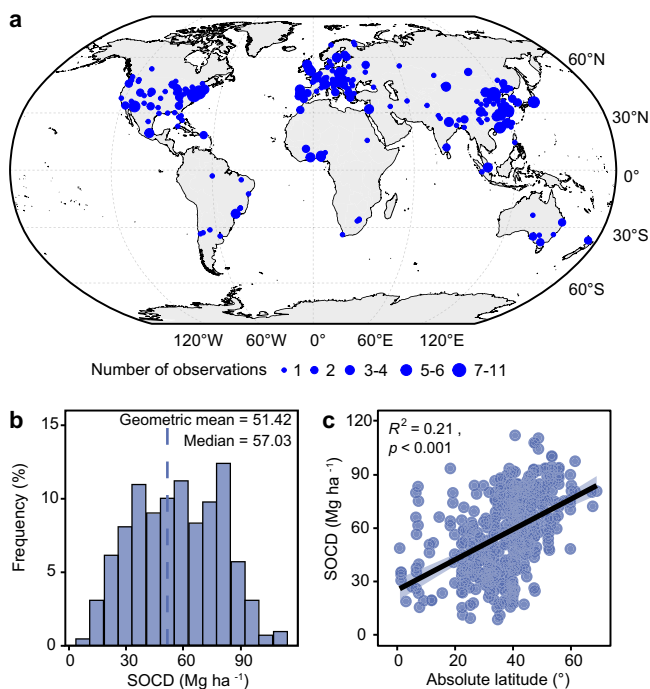 a
60°N
30°N
0°
30°S
60°S
120°W 60°W 0° 60°E 120°E
Number of observations 1 2 3-4 5-6 7-11
b
Geometric mean = 51.42
Median = 57.03
Frequency (%)
15
10
5
0
0 30 60 90
SOCD (Mg ha ⁻¹)
c
R² = 0.21 ,
p < 0.001
SOCD (Mg ha ⁻¹)
120
90
60
30
0
0 20 40 60
Absolute latitude (°)